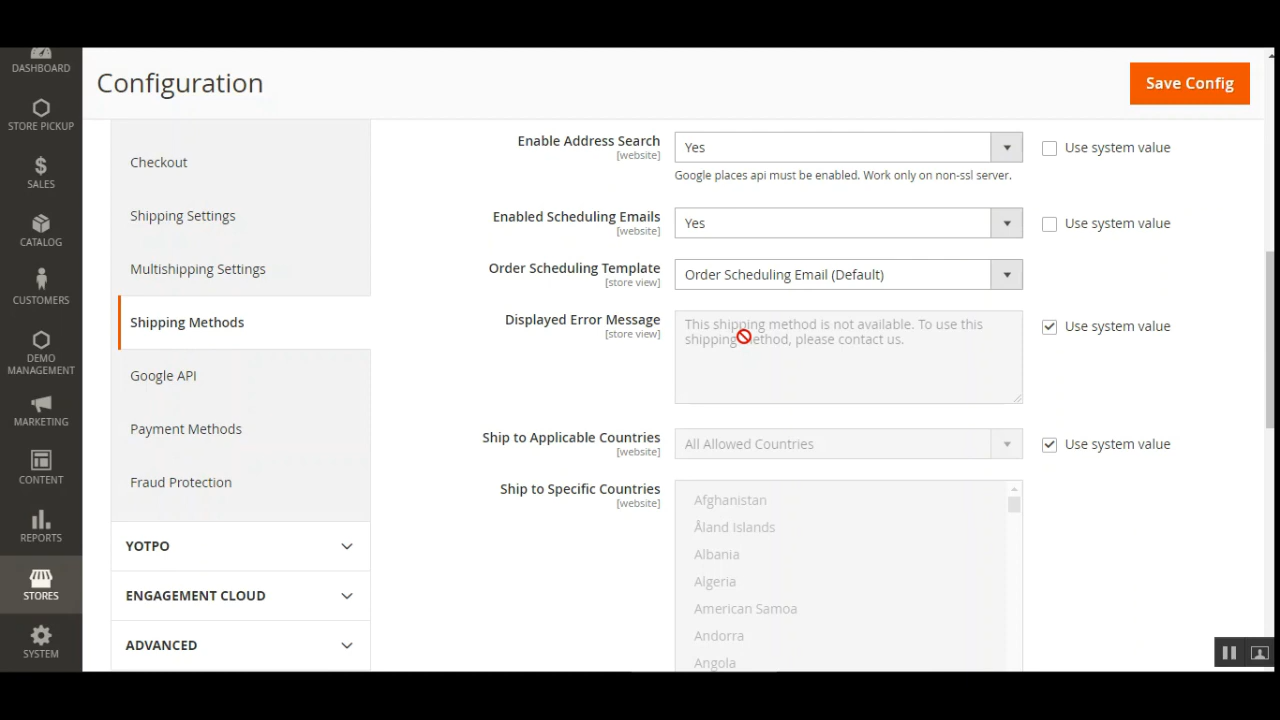 DASHBOARD
STORE PICKUP
SALES
CATALOG
CUSTOMERS
DEMO
MANAGEMENT
MARKETING
CONTENT
REPORTS
STORES
SYSTEM
Configuration
Save Config
Checkout
Shipping Settings
Multishipping Settings
Shipping Methods
Google API
Payment Methods
Fraud Protection
YOTPO
ENGAGEMENT CLOUD
ADVANCED
Enable Address Search
[website]
Yes
Use system value
Google places api must be enabled. Work only on non-ssl server.
Enabled Scheduling Emails
[website]
Yes
Use system value
Order Scheduling Template
[store view]
Order Scheduling Email (Default)
Displayed Error Message
[store view]
This shipping method is not available. To use this
shipping method, please contact us.
Use system value
Ship to Applicable Countries
[website]
All Allowed Countries
Use system value
Ship to Specific Countries
[website]
Afghanistan
Åland Islands
Albania
Algeria
American Samoa
Andorra
Angola